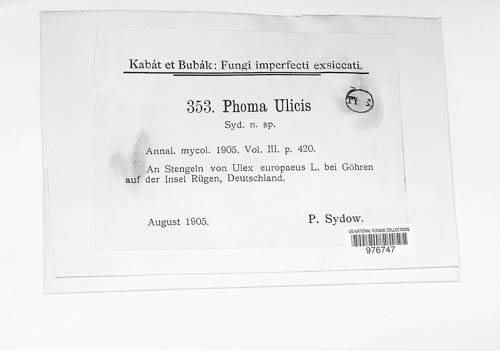 Kabát et Bubák: Fungi imperfecti exsiccati.
353. Phoma Ulicis
Syd. n. sp.
Annal. mycol. 1905. Vol. III. p. 420.
An Stengeln von Ulex europaeus L. bei Göhren
auf der Insel Rügen, Deutschland.
August 1905.
P. Sydow.
US NATIONAL FUNGUS COLLECTIONS
976747